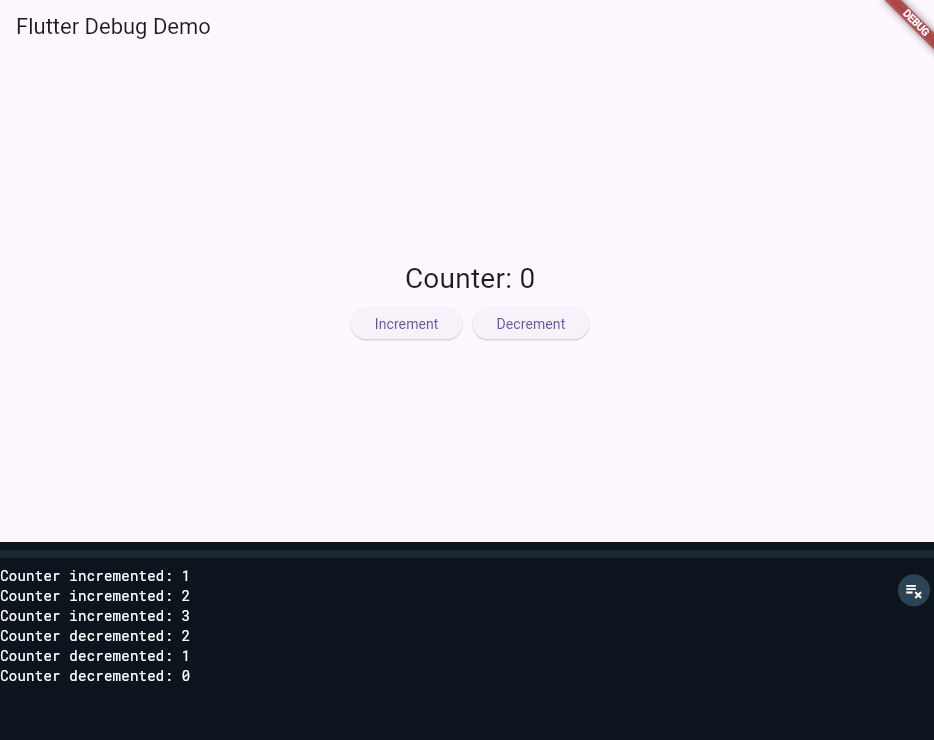 Flutter Debug Demo
DEBUG
Counter: 0
Increment Decrement
Counter incremented: 1
Counter incremented: 2
Counter incremented: 3
Counter decremented: 2
Counter decremented: 1
Counter decremented: 0